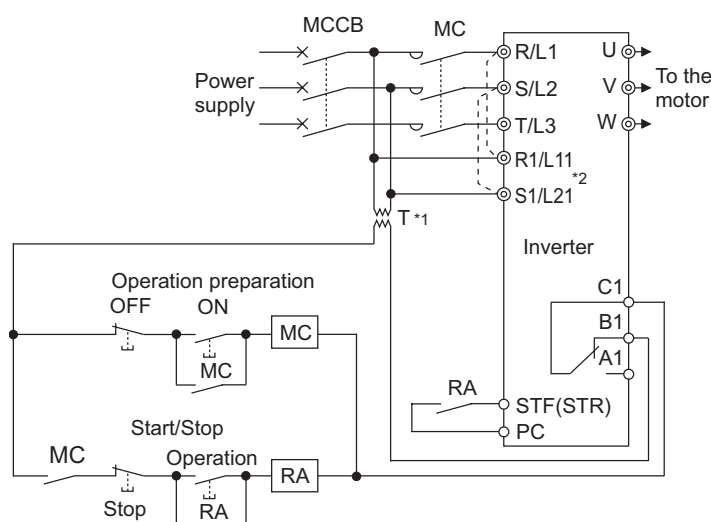 MCCB
MC
Power
supply
R/L1
S/L2
T/L3
R1/L11
*2
S1/L21
U
V
W
To the
motor
T *1
Inverter
Operation preparation
OFF
ON
MC
MC
C1
B1
A1
RA
STF(STR)
PC
Start/Stop
MC
Operation
RA
Stop
RA